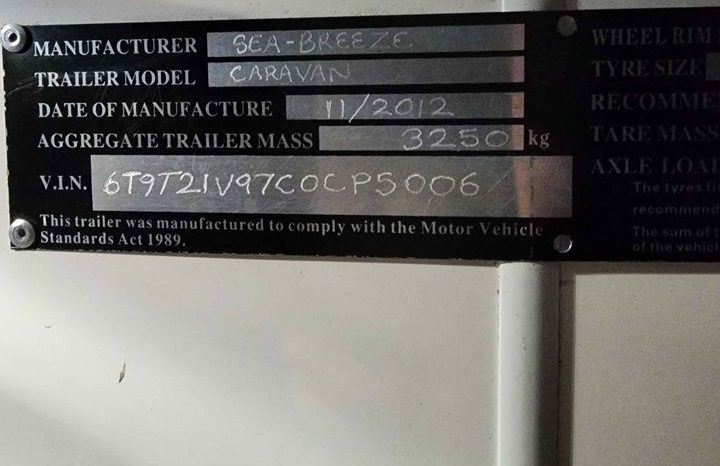 MANUFACTURER SEA-BREEZE
TRAILER MODEL CARAVAN
DATE OF MANUFACTURE 11/2012
AGGREGATE TRAILER MASS 3250 kg
V.I.N. 6T9T21V97C0CP5006
This trailer was manufactured to comply with the Motor Vehicle
Standards Act 1989.
WHEEL RIM
TYRE SIZE
RECOMME
TARE MASS
AXLE LOA
The tyres f
recommend
The sum of t
of the vehic